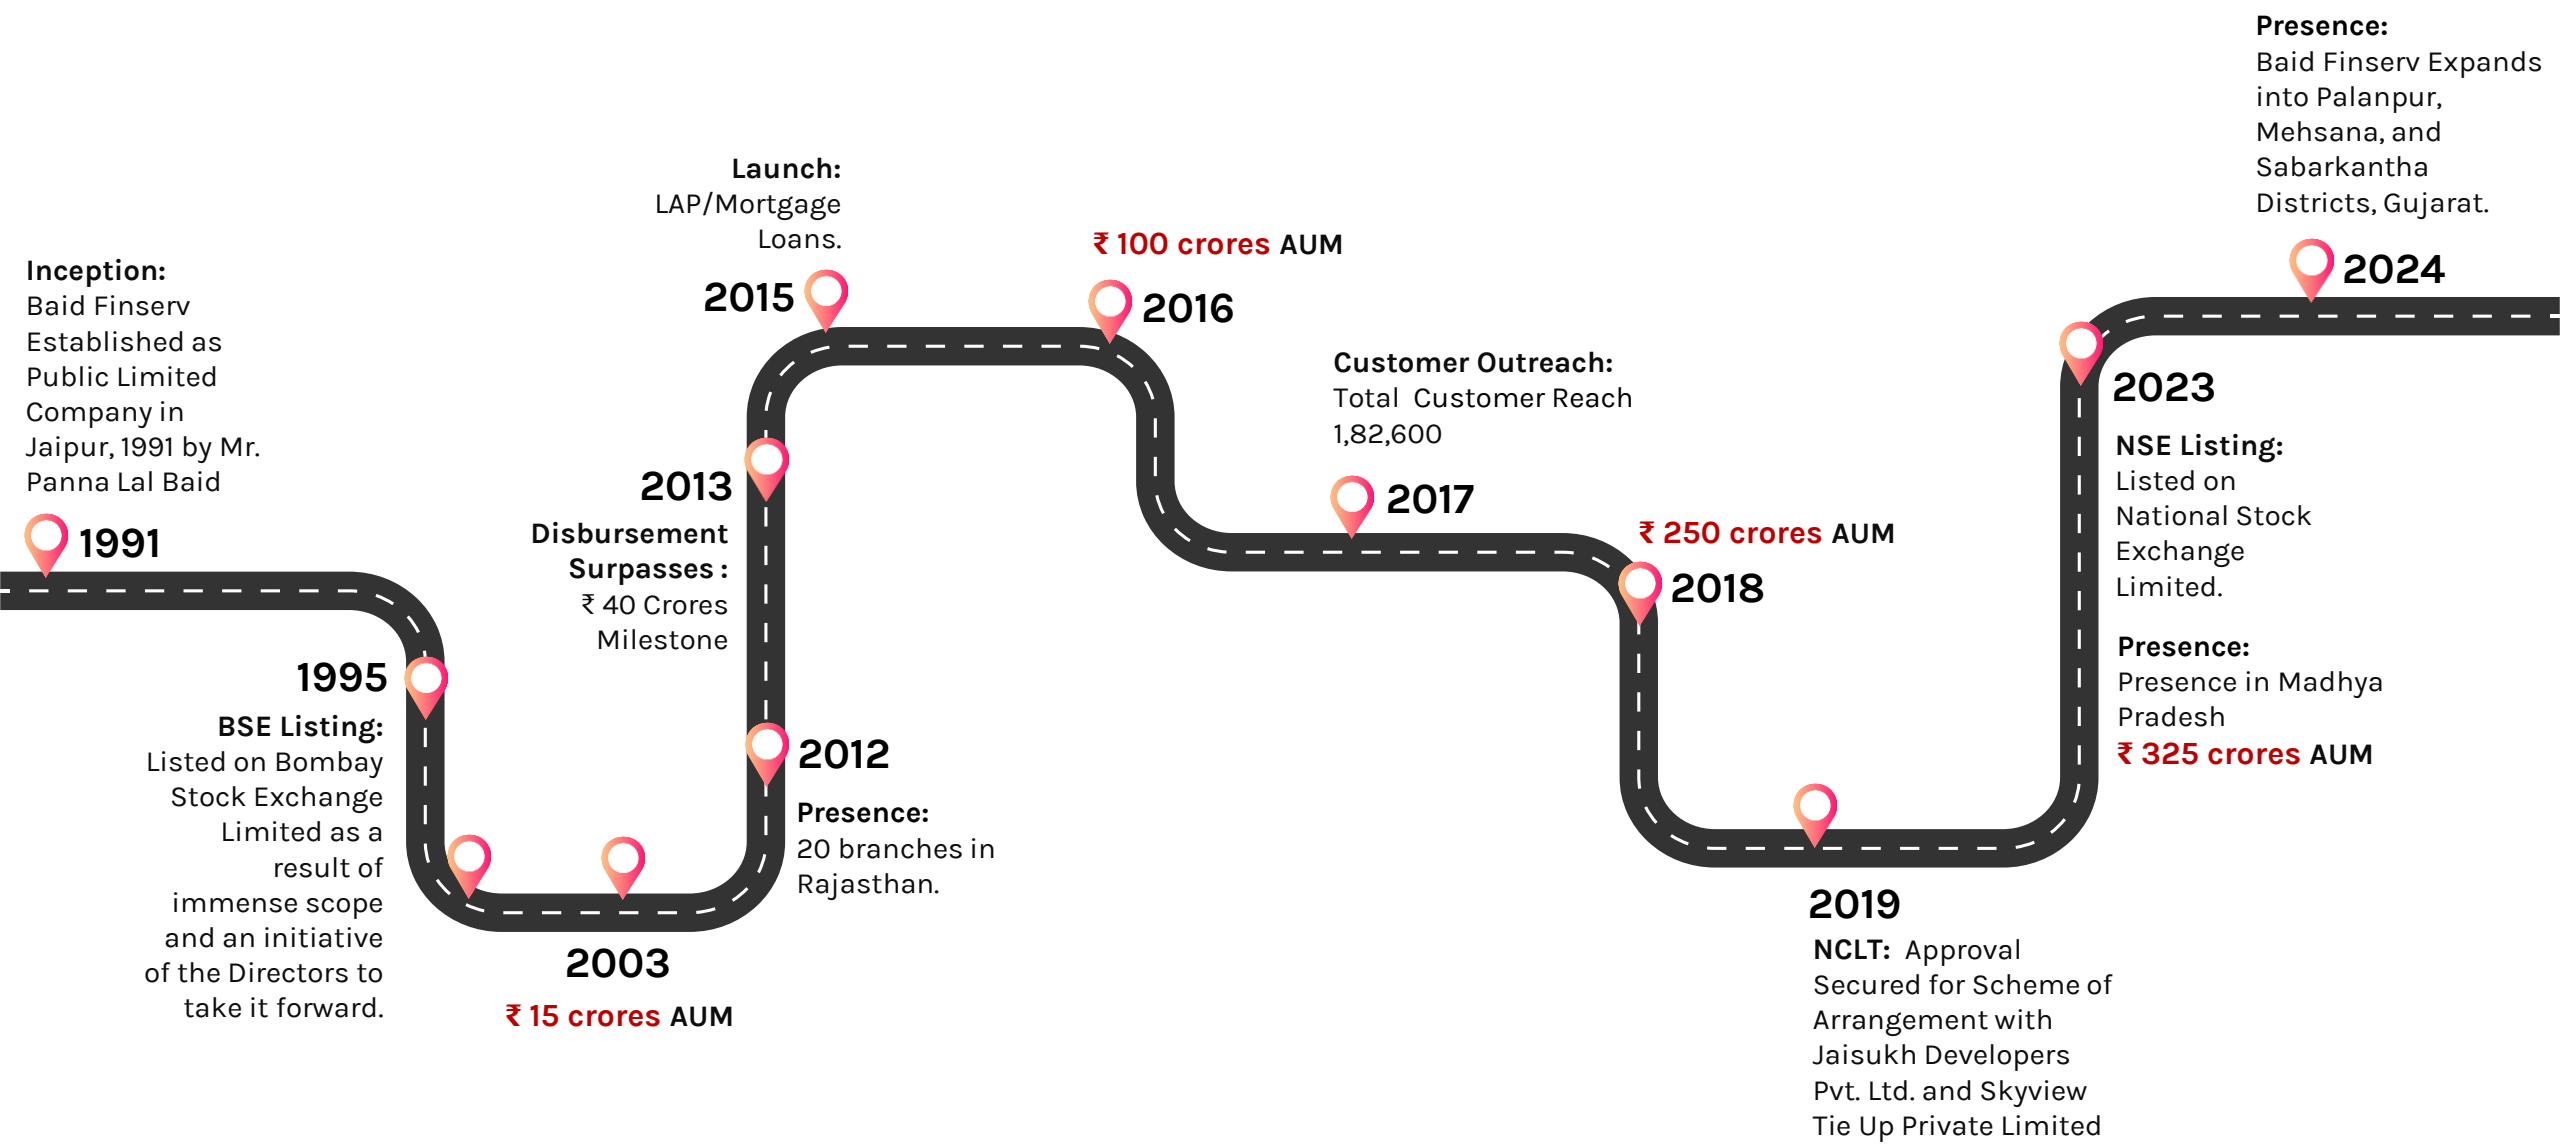 Inception:
Baid Finserv
Established as
Public Limited
Company in
Jaipur, 1991 by Mr.
Panna Lal Baid
1991
1995
BSE Listing:
Listed on Bombay
Stock Exchange
Limited as a
result of
immense scope
and an initiative
of the Directors to
take it forward.
2003
₹ 15 crores AUM
2012
Presence:
20 branches in
Rajasthan.
2013
Disbursement
Surpasses :
₹ 40 Crores
Milestone
Launch:
LAP/Mortgage
Loans.
2015
₹ 100 crores AUM
2016
Customer Outreach:
Total  Customer Reach
1,82,600
2017
₹ 250 crores AUM
2018
2019
NCLT:  Approval
Secured for Scheme of
Arrangement with
Jaisukh Developers
Pvt. Ltd. and Skyview
Tie Up Private Limited
2023
NSE Listing:
Listed on
National Stock
Exchange
Limited.
Presence:
Presence in Madhya
Pradesh
₹ 325 crores AUM
Presence:
Baid Finserv Expands
into Palanpur,
Mehsana, and
Sabarkantha
Districts, Gujarat.
2024